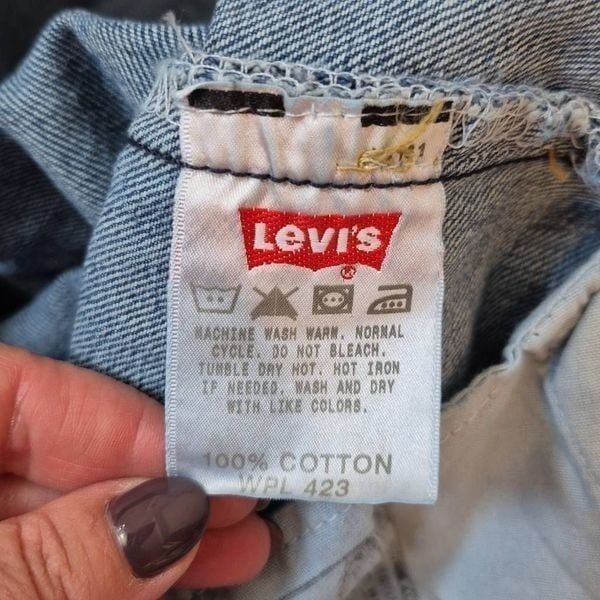 Levi's
®
MACHINE WASH WARM. NORMAL
CYCLE. DO NOT BLEACH.
TUMBLE DRY HOT. HOT IRON
IF NEEDED. WASH AND DRY
WITH LIKE COLORS.
100% COTTON
WPL 423